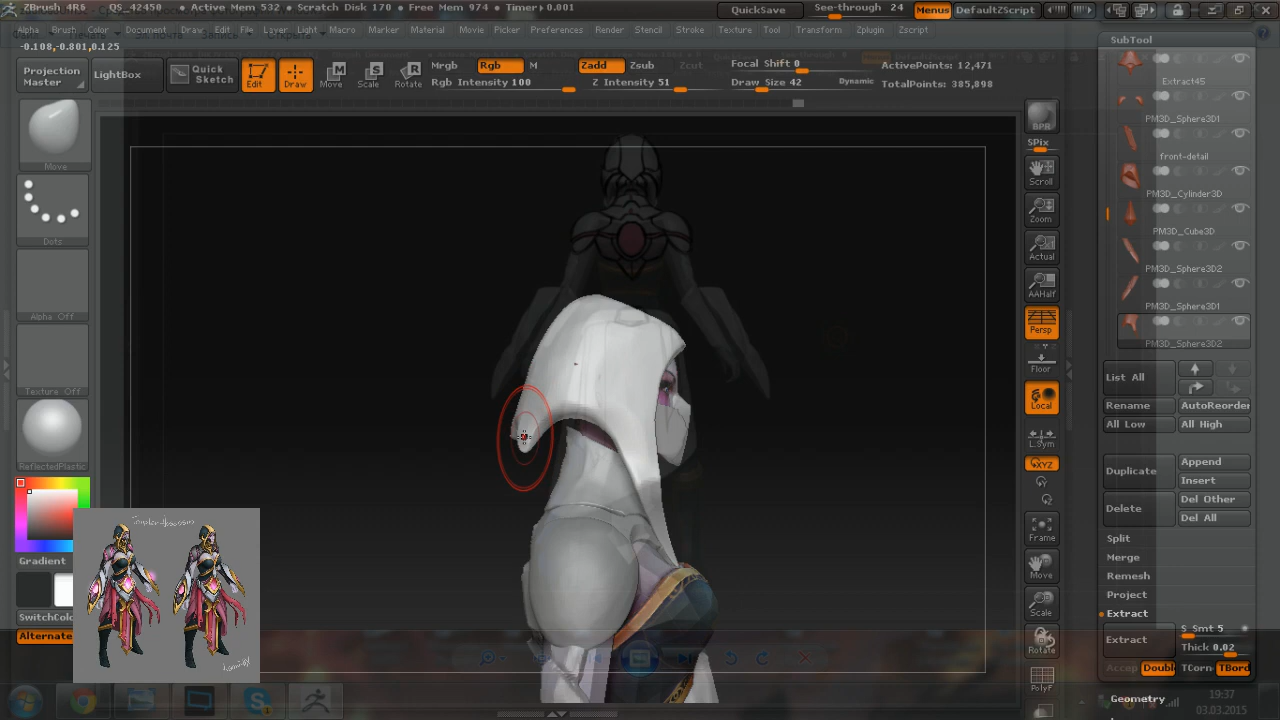 ZBrush 4R6 QS_42450 • Active Mem 532 • Scratch Disk 170 • Free Mem 974 • Timer▸0.001 QuickSave See-through 24 Menus DefaultZScript
Alpha Brush Color Document Draw Edit File Layer Light Macro Marker Material Movie Picker Preferences Render Stencil Stroke Texture Tool Transform Zplugin Zscript
-0.108,-0.801,0.125
Projection Master
LightBox
Quick Sketch
Edit
Draw
Move
Scale
Rotate
Mrgb Rgb M
Rgb Intensity 100
Zadd Zsub Zcut
Z Intensity 51
Focal Shift 0
Draw Size 42 Dynamic
ActivePoints: 12,471
TotalPoints: 385,898
Move
Dots
Alpha Off
Texture Off
ReflectedPlastic
Gradient
SwitchColo
Alternate
BPR
SPix
Scroll
Zoom
Actual
AAHalf
Persp
Floor
Local
L.Sym
XYZ
Frame
Move
Scale
Rotate
PolyF
SubTool
Extract45
PM3D_Sphere3D1
front-detail
PM3D_Cylinder3D
PM3D_Cube3D
PM3D_Sphere3D2
PM3D_Sphere3D1
PM3D_Sphere3D2
List All
Rename AutoReorder
All Low All High
Duplicate
Append
Insert
Delete
Del Other
Del All
Split
Merge
Remesh
Project
Extract
Extract
S Smt 5
Thick 0.02
Accep Doubl TCorn TBord
Geometry
19:37
03.03.2015